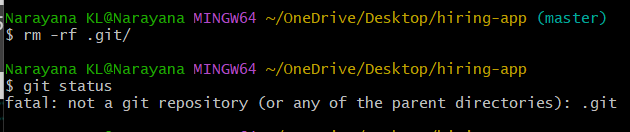 Narayana KL@Narayana MINGW64 ~/OneDrive/Desktop/hiring-app (master)
$ rm -rf .git/
Narayana KL@Narayana MINGW64 ~/OneDrive/Desktop/hiring-app
$ git status
fatal: not a git repository (or any of the parent directories): .git